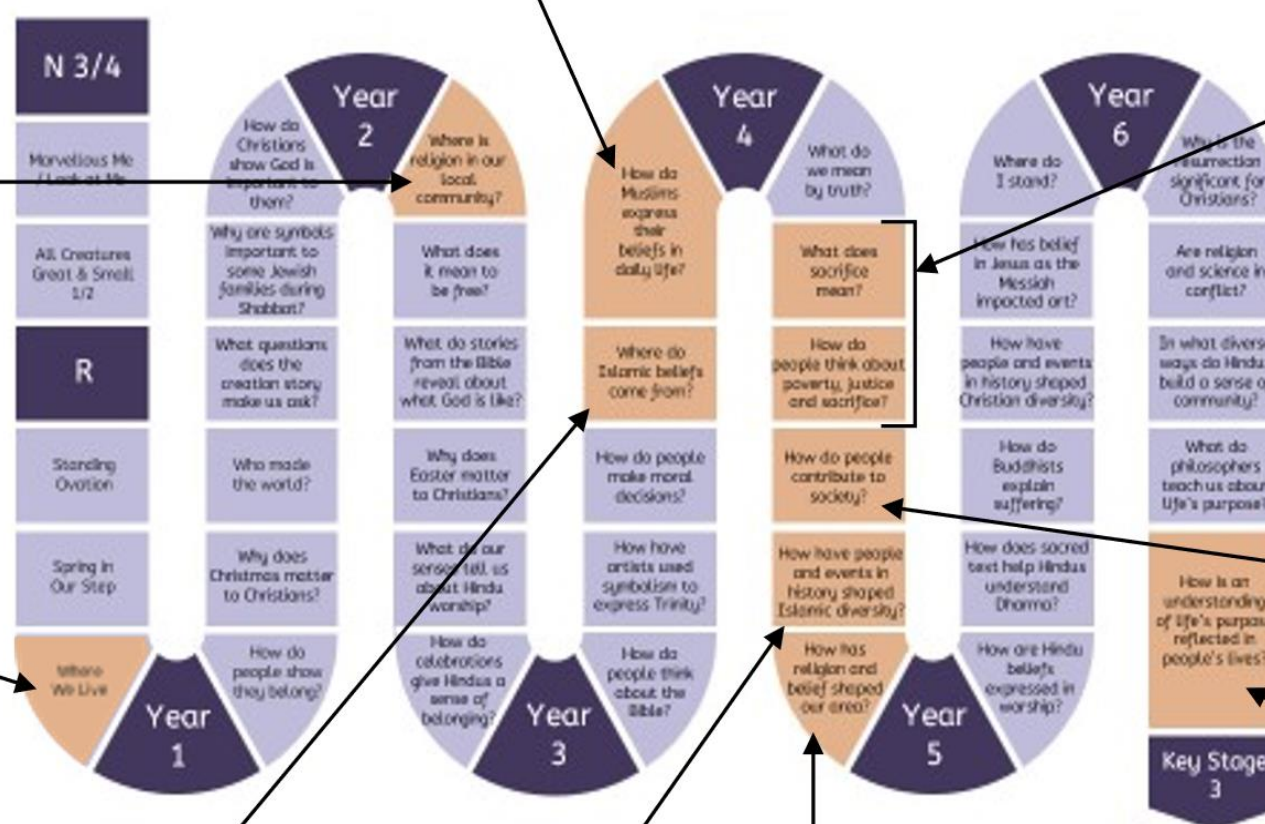 N 3/4
Marvellous Me
/ Look at Me
All Creatures
Great & Small
1/2
R
Standing
Ovation
Spring in
Our Step
Where
We Live
Year
1
How do
people show
they belong?
Why does
Christmas matter
to Christians?
Who made
the world?
What questions
does the
creation story
make us ask?
Why are symbols
important to
some Jewish
families during
Shabbat?
How do
Christians
show God is
important to
them?
Year
2
Where is
religion in our
local
community?
What does
it mean to
be free?
What do stories
from the Bible
reveal about
what God is like?
Why does
Easter matter
to Christians?
What do our
senses tell us
about Hindu
worship?
How do
celebrations
give Hindus a
sense of
belonging?
Year
3
How do
people think
about the
Bible?
How have
artists used
symbolism to
express Trinity?
How do people
make moral
decisions?
Where do
Islamic beliefs
come from?
How do
Muslims
express
their
beliefs in
daily life?
Year
4
What do
we mean
by truth?
What does
sacrifice
mean?
How do
people think about
poverty, justice
and sacrifice?
How do people
contribute to
society?
How have people
and events in
history shaped
Islamic diversity?
How has
religion and
belief shaped
our area?
Year
5
How are Hindu
beliefs
expressed in
worship?
How does sacred
text help Hindus
understand
Dharma?
How do
Buddhists
explain
suffering?
How have
people and events
in history shaped
Christian diversity?
How has belief
in Jesus as the
Messiah
impacted art?
Where do
I stand?
Year
6
Why is the
resurrection
significant for
Christians?
Are religion
and science in
conflict?
In what diverse
ways do Hindu
build a sense o
community?
What do
philosophers
teach us about
life's purpose?
How is an
understanding
of life's purpos
reflected in
people's lives?
Key Stage
3